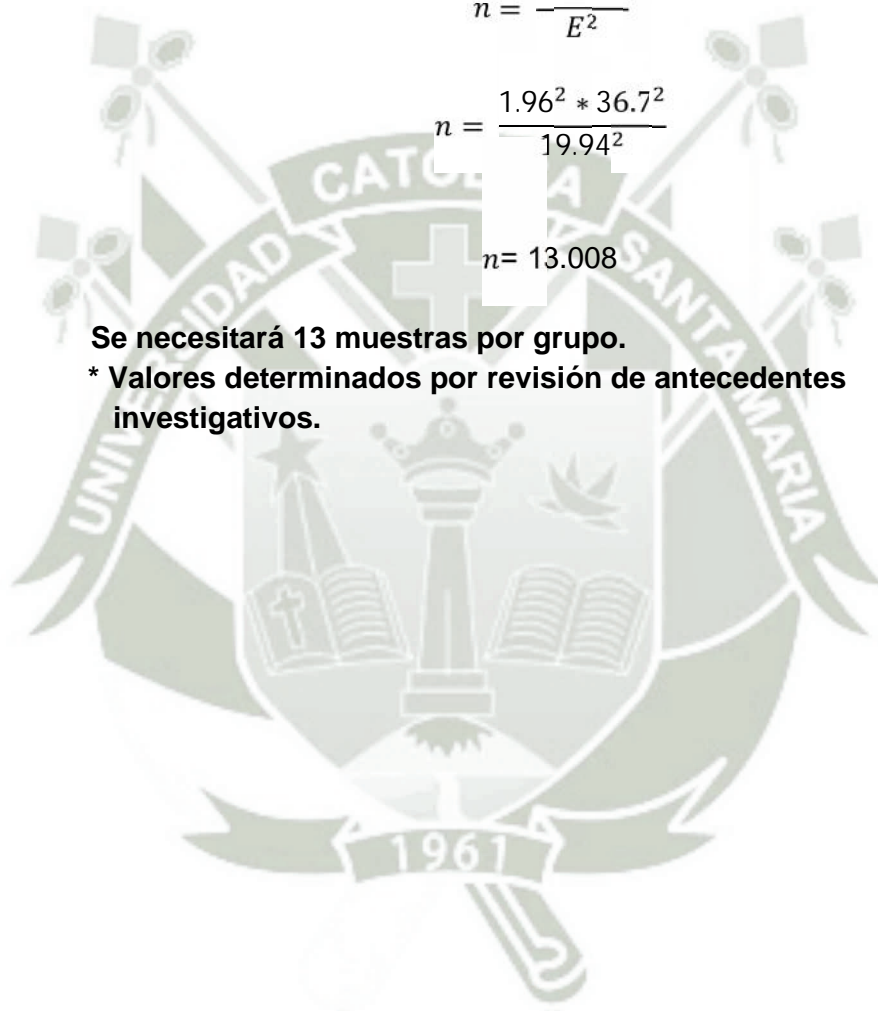 n = ― / E²
n = 1.96² * 36.7² / 19.94²
n= 13.008
Se necesitará 13 muestras por grupo.
* Valores determinados por revisión de antecedentes
investigativos.
UNIVERSIDAD CATOLICA SANTA MARIA
1961